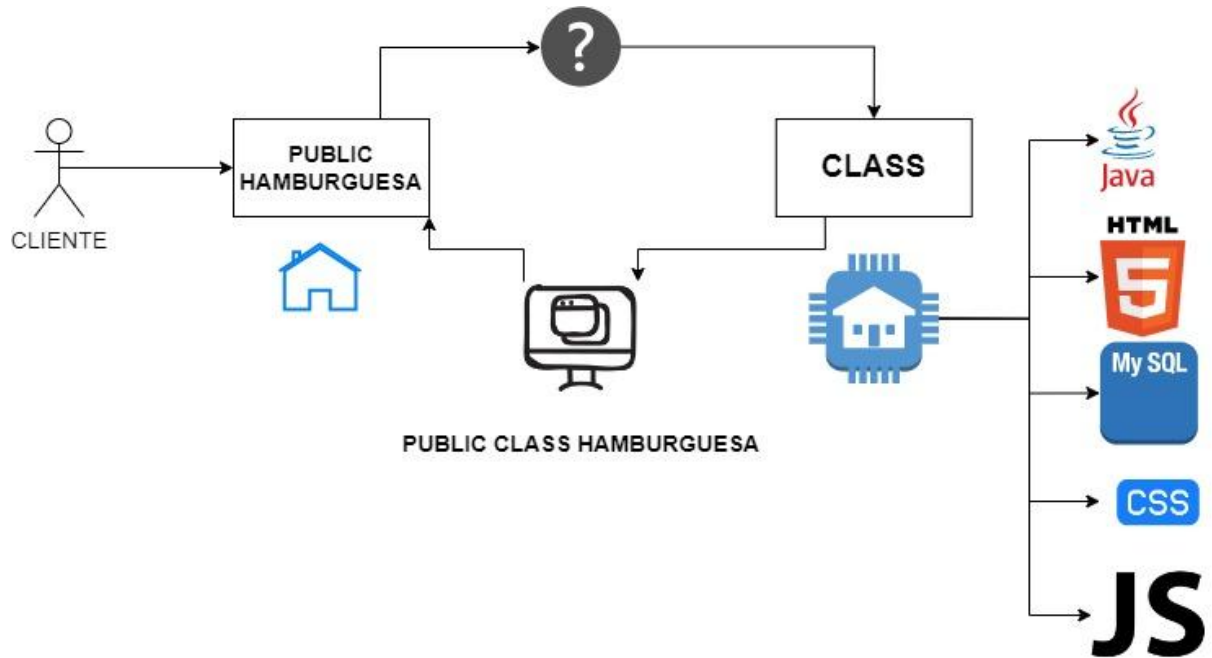 ?
PUBLIC
HAMBURGUESA
CLASS
CLIENTE
PUBLIC CLASS HAMBURGUESA
Java
HTML
5
My SQL
CSS
JS